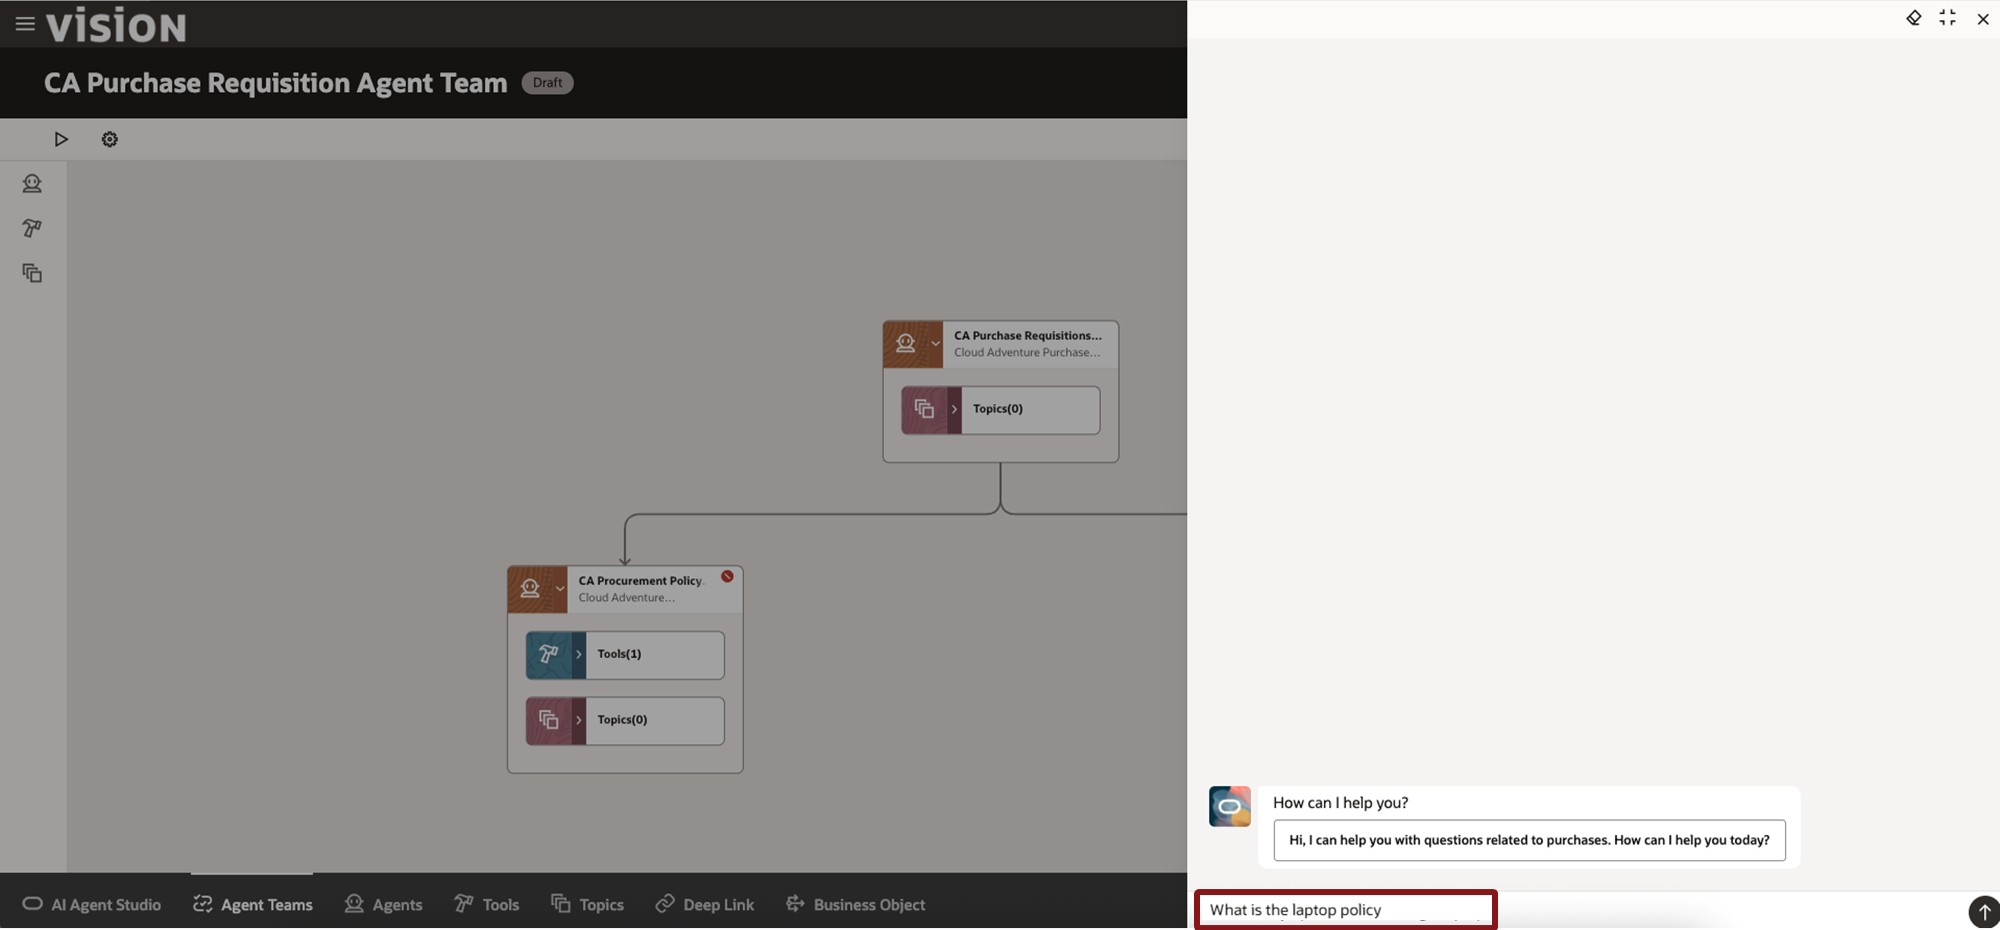 VISION
CA Purchase Requisition Agent Team Draft
CA Purchase Requisitions...
Cloud Adventure Purchase...
Topics(0)
CA Procurement Policy
Cloud Adventure...
Tools(1)
Topics(0)
How can I help you?
Hi, I can help you with questions related to purchases. How can I help you today?
What is the laptop policy
AI Agent Studio Agent Teams Agents Tools Topics Deep Link Business Object